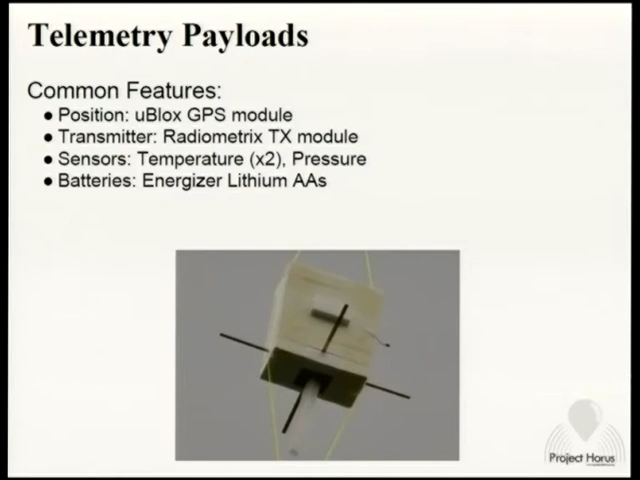 Telemetry Payloads
Common Features:
● Position: uBlox GPS module
● Transmitter: Radiometrix TX module
● Sensors: Temperature (x2), Pressure
● Batteries: Energizer Lithium AAs
Project Horus